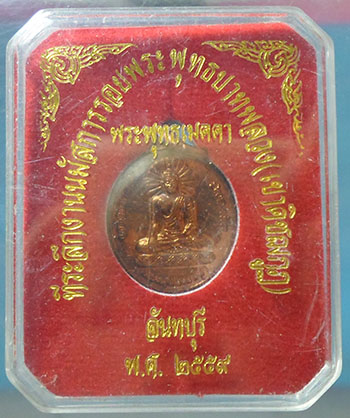 ที่ระลึกงานนมัสการรอยพระพุทธบาทพลวง(เขาคิชฌกูฏ)
พระพุทธเมตตา
จันทบุรี
พ.ศ. ๒๕๕๙